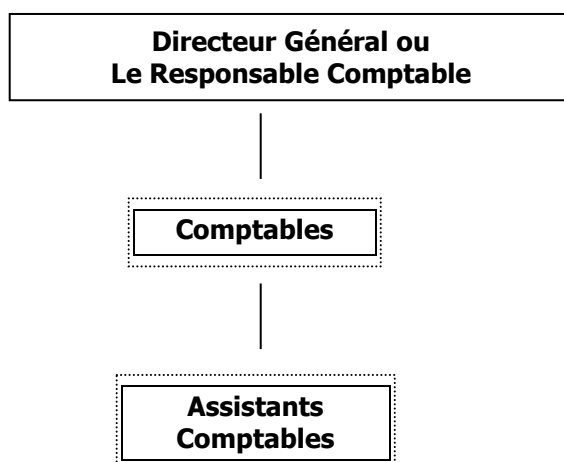 Directeur Général ou
Le Responsable Comptable
Comptables
Assistants
Comptables